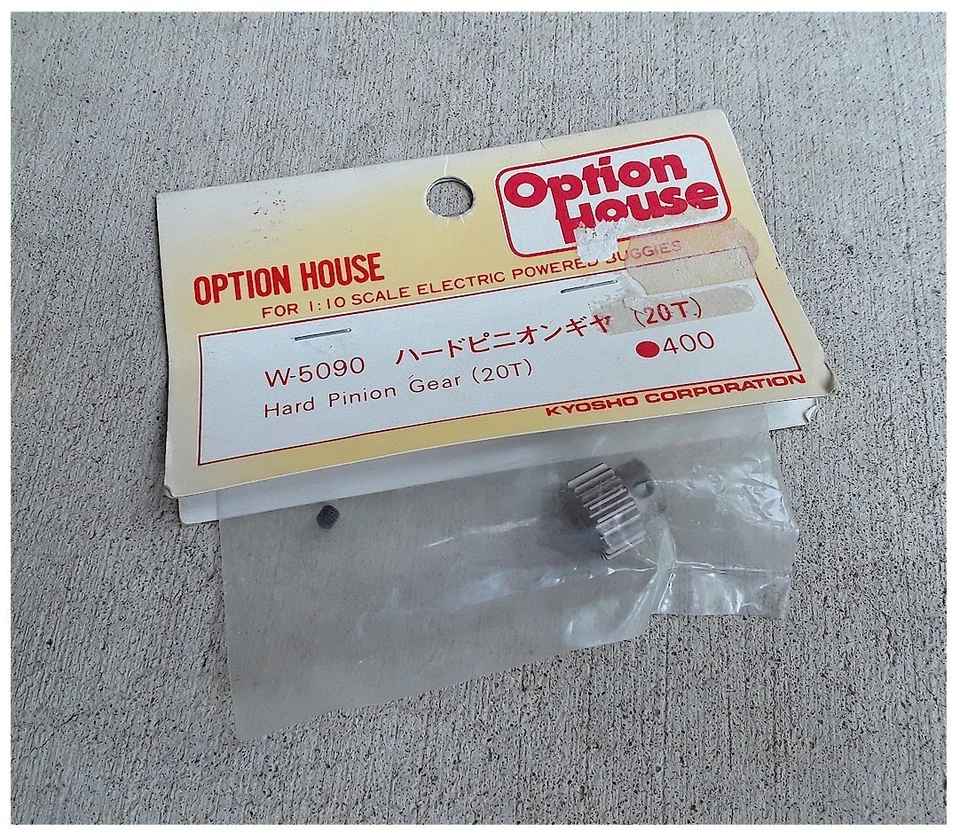 Option
House
OPTION HOUSE
FOR 1:10 SCALE ELECTRIC POWERED BUGGIES
W-5090 ハードピニオンギヤ (20T)
Hard Pinion Gear (20T) ●400
KYOSHO CORPORATION